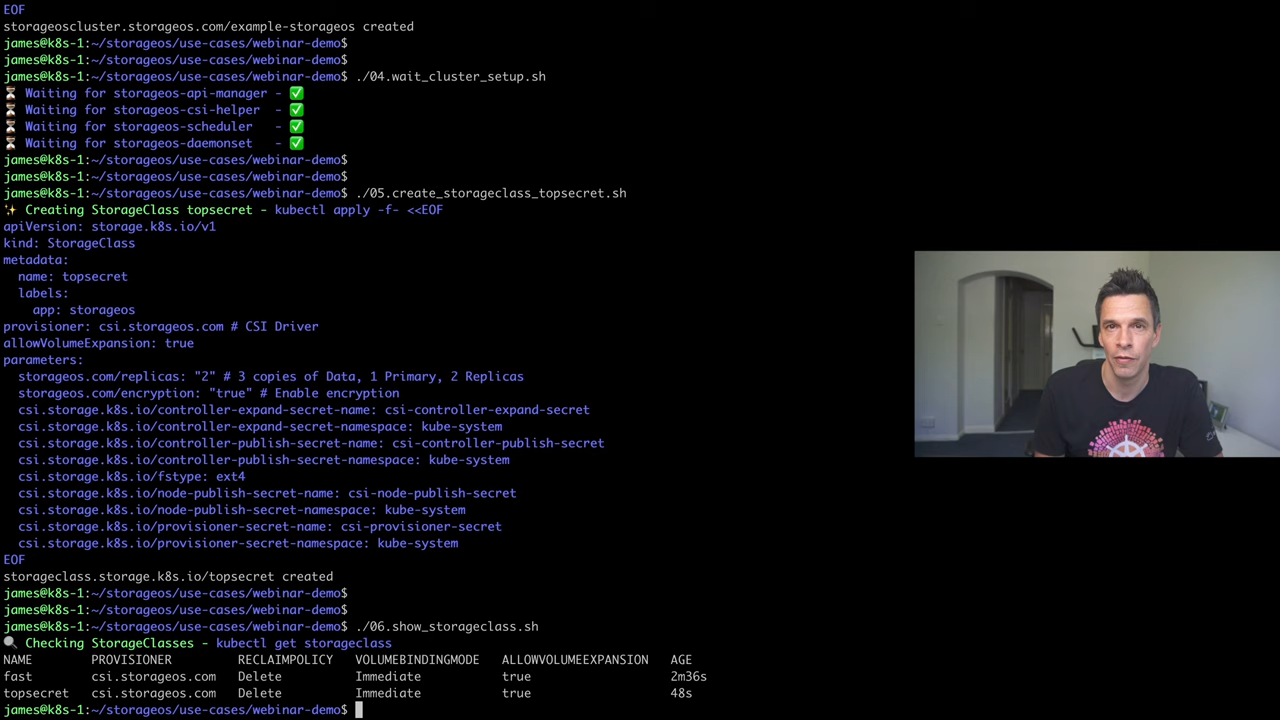 EOF
storageoscluster.storageos.com/example-storageos created
james@k8s-1:~/storageos/use-cases/webinar-demo$
james@k8s-1:~/storageos/use-cases/webinar-demo$
james@k8s-1:~/storageos/use-cases/webinar-demo$ ./04.wait_cluster_setup.sh
⏳ Waiting for storageos-api-manager - ✅
⏳ Waiting for storageos-csi-helper - ✅
⏳ Waiting for storageos-scheduler - ✅
⏳ Waiting for storageos-daemonset - ✅
james@k8s-1:~/storageos/use-cases/webinar-demo$
james@k8s-1:~/storageos/use-cases/webinar-demo$
james@k8s-1:~/storageos/use-cases/webinar-demo$ ./05.create_storageclass_topsecret.sh
✨ Creating StorageClass topsecret - kubectl apply -f- <<EOF
apiVersion: storage.k8s.io/v1
kind: StorageClass
metadata:
  name: topsecret
  labels:
    app: storageos
provisioner: csi.storageos.com # CSI Driver
allowVolumeExpansion: true
parameters:
  storageos.com/replicas: "2" # 3 copies of Data, 1 Primary, 2 Replicas
  storageos.com/encryption: "true" # Enable encryption
  csi.storage.k8s.io/controller-expand-secret-name: csi-controller-expand-secret
  csi.storage.k8s.io/controller-expand-secret-namespace: kube-system
  csi.storage.k8s.io/controller-publish-secret-name: csi-controller-publish-secret
  csi.storage.k8s.io/controller-publish-secret-namespace: kube-system
  csi.storage.k8s.io/fstype: ext4
  csi.storage.k8s.io/node-publish-secret-name: csi-node-publish-secret
  csi.storage.k8s.io/node-publish-secret-namespace: kube-system
  csi.storage.k8s.io/provisioner-secret-name: csi-provisioner-secret
  csi.storage.k8s.io/provisioner-secret-namespace: kube-system
EOF
storageclass.storage.k8s.io/topsecret created
james@k8s-1:~/storageos/use-cases/webinar-demo$
james@k8s-1:~/storageos/use-cases/webinar-demo$
james@k8s-1:~/storageos/use-cases/webinar-demo$ ./06.show_storageclass.sh
🔍 Checking StorageClasses - kubectl get storageclass
NAME PROVISIONER RECLAIMPOLICY VOLUMEBINDINGMODE ALLOWVOLUMEEXPANSION AGE
fast csi.storageos.com Delete Immediate true 2m36s
topsecret csi.storageos.com Delete Immediate true 48s
james@k8s-1:~/storageos/use-cases/webinar-demo$